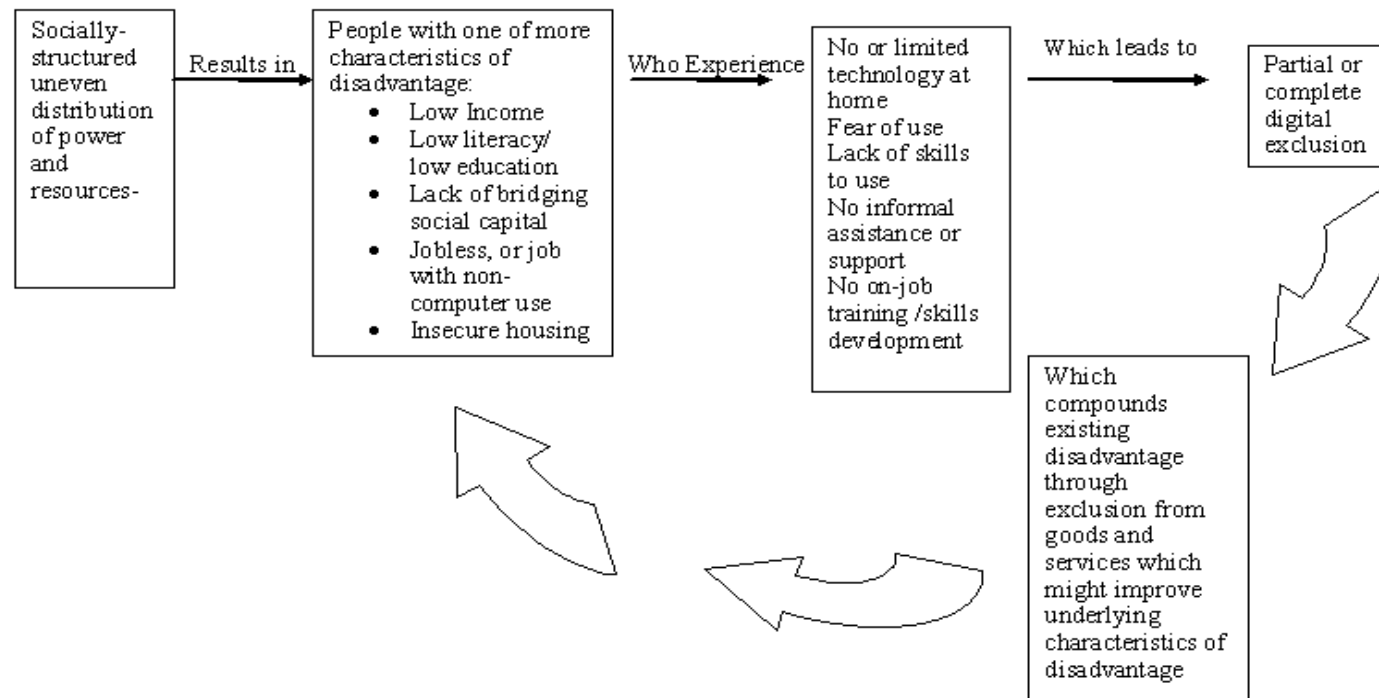 Socially-
structured
uneven
distribution
of power
and
resources-
Results in
People with one of more
characteristics of
disadvantage:
• Low Income
• Low literacy/
low education
• Lack of bridging
social capital
• Jobless, or job
with non-
computer use
• Insecure housing
Who Experience
No or limited
technology at
home
Fear of use
Lack of skills
to use
No informal
assistance or
support
No on-job
training /skills
development
Which leads to
Partial or
complete
digital
exclusion
Which
compounds
existing
disadvantage
through
exclusion from
goods and
services which
might improve
underlying
characteristics of
disadvantage